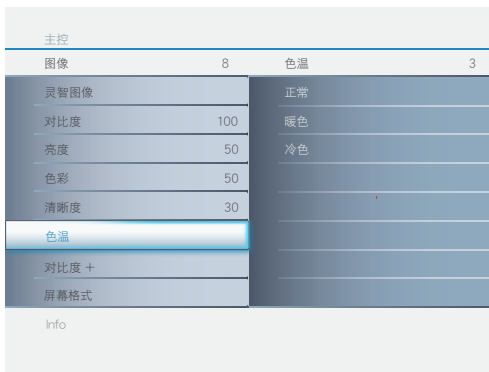 主控
图像 8 色温 3
灵智图像 正常
对比度 100 暖色
亮度 50 冷色
色彩 50
清晰度 30
色温
对比度 +
屏幕格式
Info